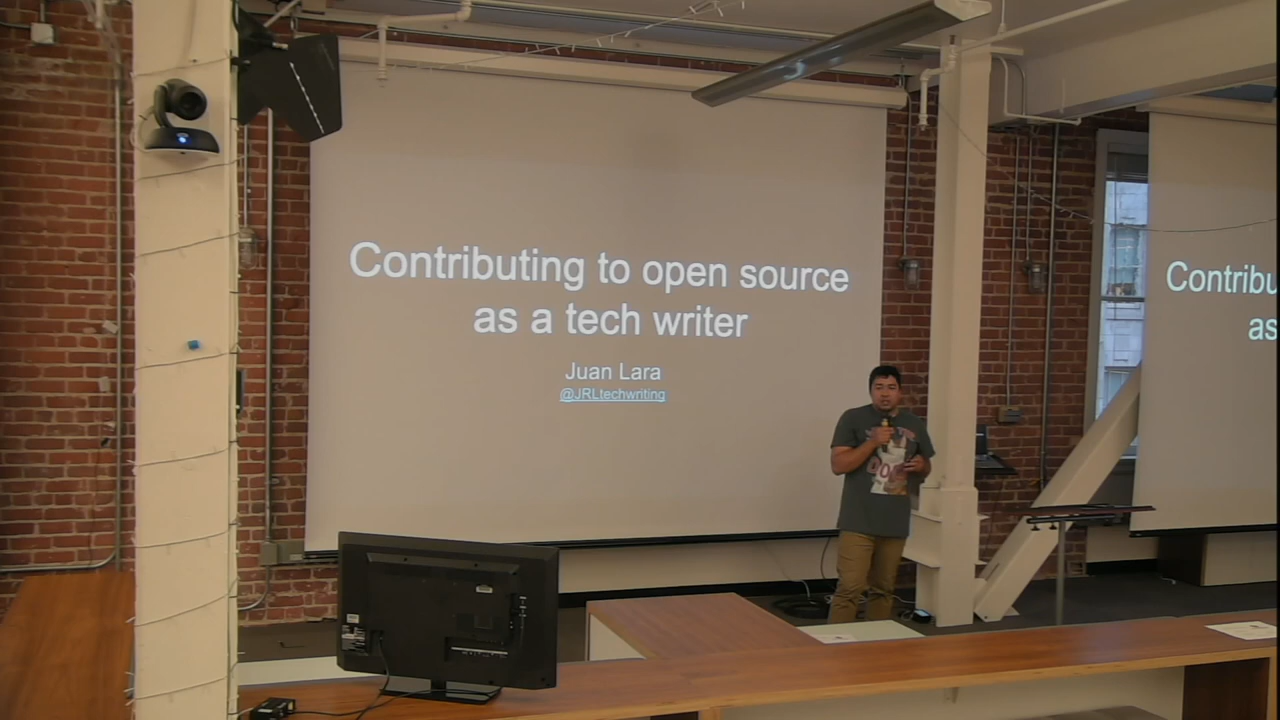 Contributing to open source
as a tech writer
Juan Lara
@JRLtechwriting
Contribu
as